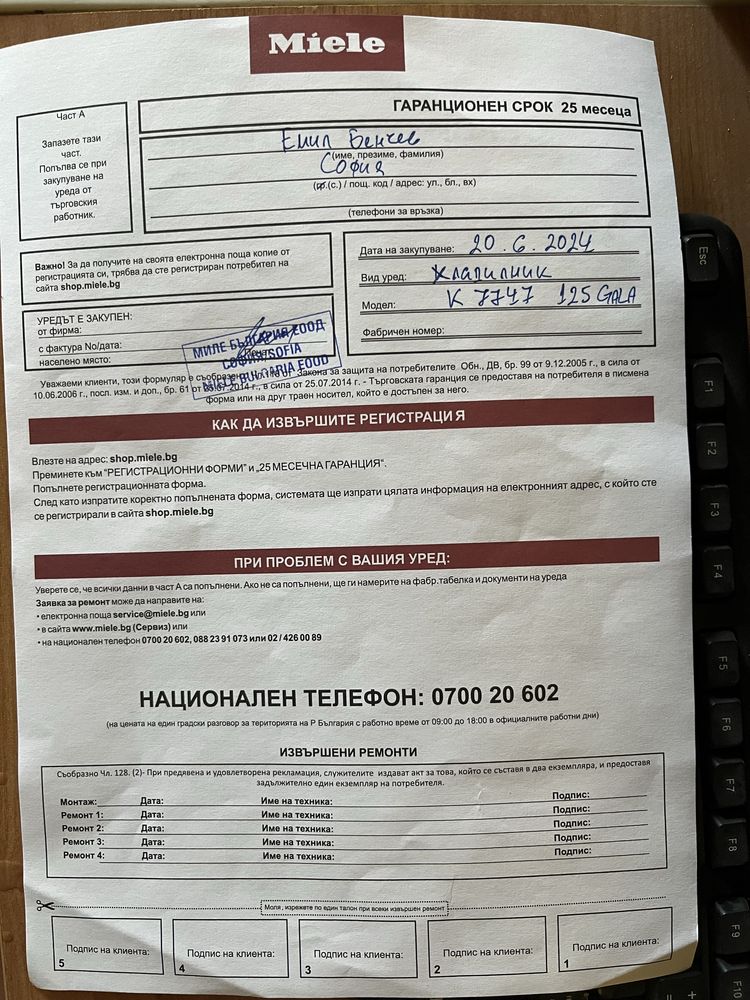 Miele
ГАРАНЦИОНЕН СРОК 25 месеца
Част А
Запазете тази
част.
Попълва се при
закупуване на
уреда от
търговския
работник.
Емил Бенчев
(име, презиме, фамилия)
София
(гр.(с.) / пощ. код / адрес: ул., бл., вх)
(телефони за връзка)
Важно! За да получите на своята електронна поща копие от
регистрацията си, трябва да сте регистриран потребител на
сайта shop.miele.bg
Дата на закупуване: 20.6.2024
Вид уред: Хладилник
Модел: K 7747 125 GALA
Фабричен номер:
УРЕДЪТ Е ЗАКУПЕН:
от фирма:
с фактура No/дата:
населено място:
МИЛЕ БЪЛГАРИЯ ЕООД
СОФИЯ/SOFIA
MIELE BULGARIA EOOD
Уважаеми клиенти, този формуляр е съобразен Закона за защита на потребителите Обн., ДВ, бр. 99 от 9.12.2005 г., в сила от
10.06.2006 г., посл. изм. и доп., бр. 61 от 25.07.2014 г., в сила от 25.07.2014 г. - Търговската гаранция се предоставя на потребителя в писмена
форма или на друг траен носител, който е достъпен за него.
КАК ДА ИЗВЪРШИТЕ РЕГИСТРАЦИЯ
Влезте на адрес: shop.miele.bg
Преминете към "РЕГИСТРАЦИОННИ ФОРМИ" и „25 МЕСЕЧНА ГАРАНЦИЯ".
Попълнете регистрационната форма.
След като изпратите коректно попълнената форма, системата ще изпрати цялата информация на електронният адрес, с който сте
се регистрирали в сайта shop.miele.bg
ПРИ ПРОБЛЕМ С ВАШИЯ УРЕД:
Уверете се, че всички данни в част А са попълнени. Ако не са попълнени, ще ги намерите на фабр.табелка и документи на уреда
Заявка за ремонт може да направите на:
• електронна поща service@miele.bg или
• в сайта www.miele.bg (Сервиз) или
• на национален телефон 0700 20 602, 088 23 91 073 или 02 / 426 00 89
НАЦИОНАЛЕН ТЕЛЕФОН: 0700 20 602
(на цената на един градски разговор за територията на Р България с работно време от 09:00 до 18:00 в официалните работни дни)
ИЗВЪРШЕНИ РЕМОНТИ
Съобразно Чл. 128. (2)- При предявена и удовлетворена рекламация, служителите издават акт за това, който се съставя в два екземпляра, и предоставя
задължително един екземпляр на потребителя.
Монтаж: Дата: Име на техника: Подпис:
Ремонт 1: Дата: Име на техника: Подпис:
Ремонт 2: Дата: Име на техника: Подпис:
Ремонт 3: Дата: Име на техника: Подпис:
Ремонт 4: Дата: Име на техника: Подпис:
Моля, изрежете по един талон при всеки извършен ремонт
Подпис на клиента: 5
Подпис на клиента: 4
Подпис на клиента: 3
Подпис на клиента: 2
Подпис на клиента: 1
Esc
F1
F2
F3
F4
F5
F6
F7
F8
F9
F10